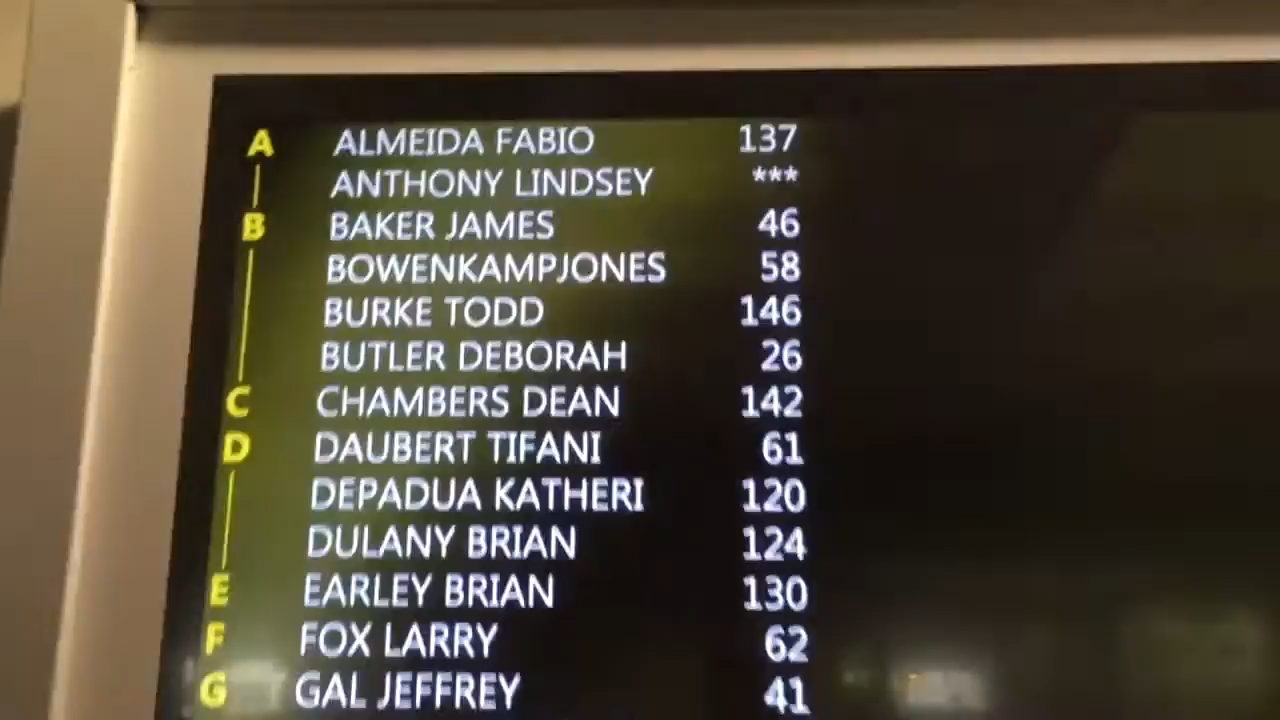 A ALMEIDA FABIO 137
ANTHONY LINDSEY ***
B BAKER JAMES 46
BOWENKAMPJONES 58
BURKE TODD 146
BUTLER DEBORAH 26
C CHAMBERS DEAN 142
D DAUBERT TIFANI 61
DEPADUA KATHERI 120
DULANY BRIAN 124
E EARLEY BRIAN 130
F FOX LARRY 62
G GAL JEFFREY 41